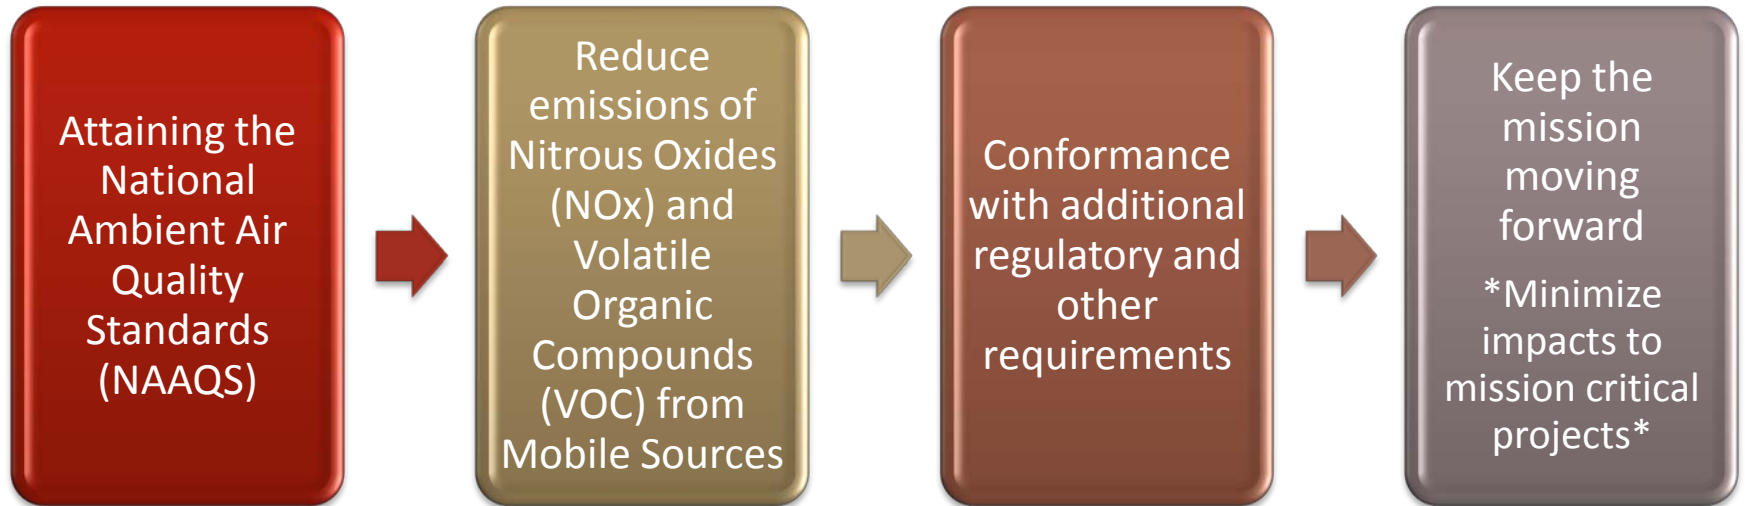 Attaining the
National
Ambient Air
Quality
Standards
(NAAQS)
Reduce
emissions of
Nitrous Oxides
(NOx) and
Volatile
Organic
Compounds
(VOC) from
Mobile Sources
Conformance
with additional
regulatory and
other
requirements
Keep the
mission
moving
forward
*Minimize
impacts to
mission critical
projects*